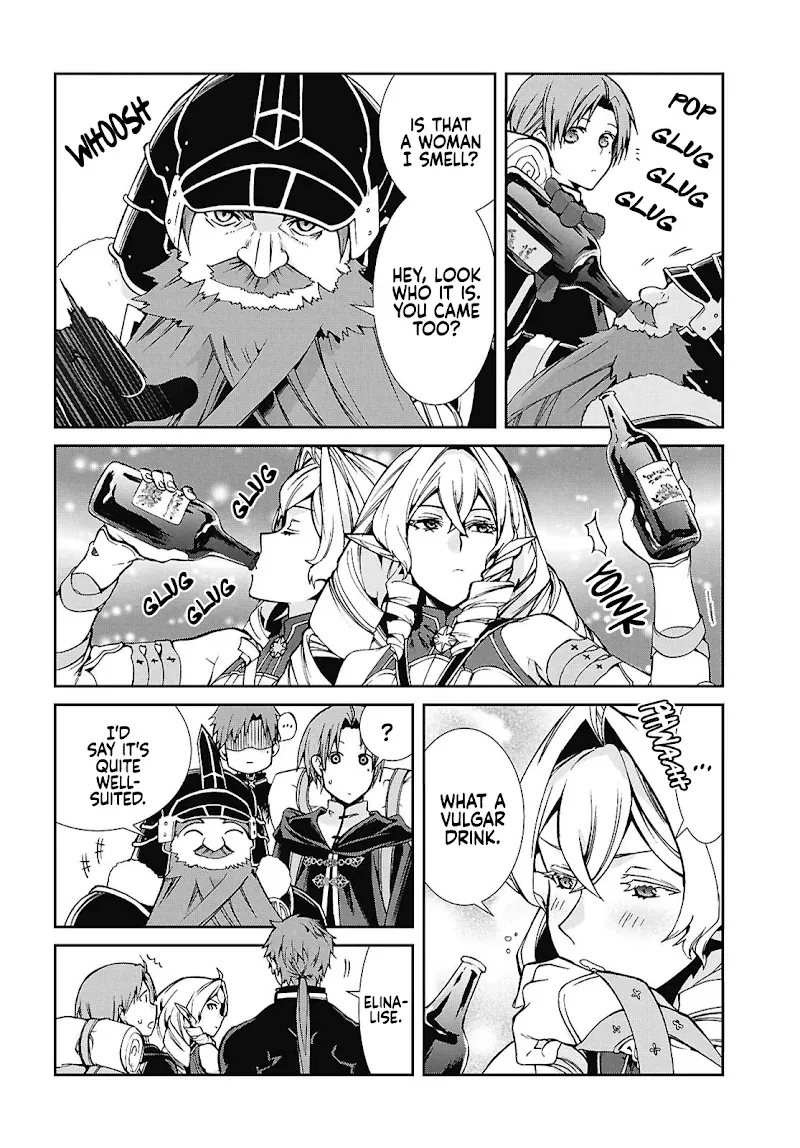 POP
GLUG
GLUG
GLUG
WHOOSH
IS THAT
A WOMAN
I SMELL?
HEY, LOOK
WHO IT IS.
YOU CAME
TOO?
YOINK
GLUG
GLUG
GLUG
PHWAAH
...
WHAT A
VULGAR
DRINK.
?
...
I'D
SAY IT'S
QUITE
WELL-
SUITED.
ELINA-
LISE.